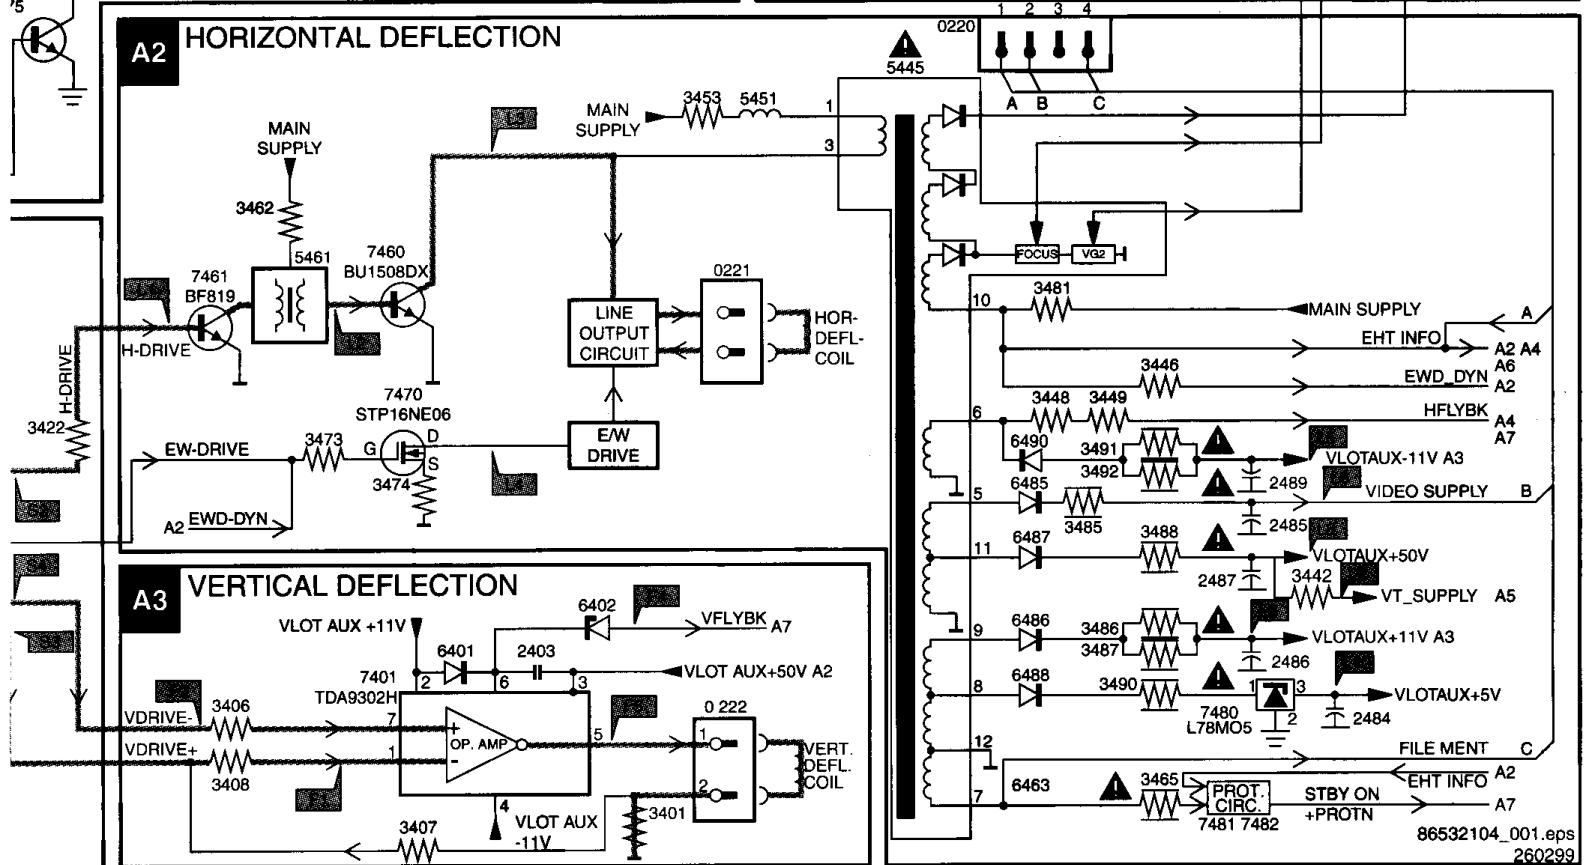 A2
HORIZONTAL DEFLECTION
0220
1 2 3 4
A B C
5445
MAIN SUPPLY
3453 5451
1
3
L3
MAIN SUPPLY
3462
5461
7461
BF819
7460
BU1508DX
L2
H-DRIVE
H-DRIVE
3422
LINE
OUTPUT
CIRCUIT
0221
HOR-
DEFL-
COIL
E/W
DRIVE
7470
STP16NE06
G D S
EW-DRIVE
3473
3474
L4
A2 EWD-DYN
FOCUS
VG2
10
3481
MAIN SUPPLY
A
EHT INFO
A2 A4
A6
3446
EWD_DYN
A2
6
3448 3449
HFLYBK
A4
A7
6490
3491
3492
2489
VLOTAUX-11V A3
5
6485
3485
2485
VIDEO SUPPLY
B
11
6487
3488
2487
VLOTAUX+50V
3442
VT_SUPPLY A5
9
6486
3486
3487
2486
VLOTAUX+11V A3
8
6488
3490
1 3
2
7480
L78MO5
2484
VLOTAUX+5V
12
FILE MENT
C
7
6463
3465
PROT.
CIRC.
7481 7482
EHT INFO A2
STBY ON
+PROTN
A7
A3
VERTICAL DEFLECTION
VLOT AUX +11V
6401
6402
VFLYBK A7
2403
VLOT AUX+50V A2
7401
TDA9302H
2 6 3
VDRIVE-
3406
7
+
OP. AMP
-
5
VDRIVE+
3408
1
4
VLOT AUX
-11V
0 222
1
2
VERT.
DEFL.
COIL
3401
3407
86532104_001.eps
260299